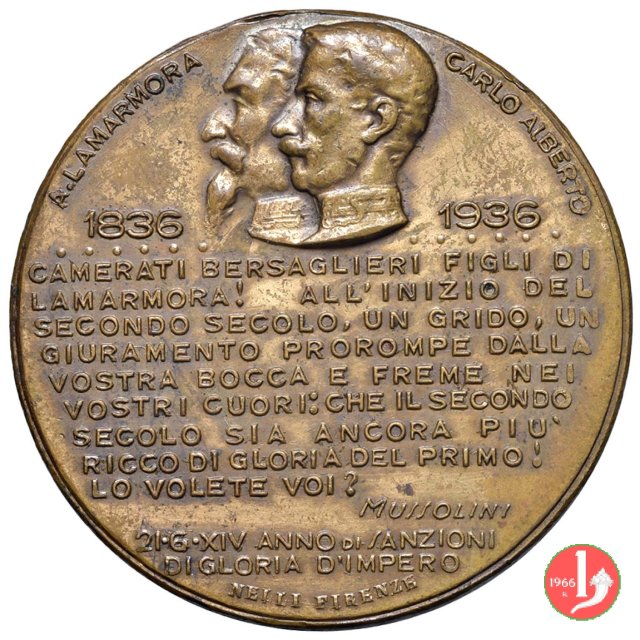 A. LAMARMORA
CARLO ALBERTO
1836
1936
CAMERATI BERSAGLIERI FIGLI DI
LAMARMORA! ALL'INIZIO DEL
SECONDO SECOLO, UN GRIDO, UN
GIURAMENTO PROROMPE DALLA
VOSTRA BOCCA E FREME NEI
VOSTRI CUORI: CHE IL SECONDO
SECOLO SIA ANCORA PIU'
RICCO DI GLORIA DEL PRIMO!
LO VOLETE VOI?
MUSSOLINI
21·6·XIV ANNO DI SANZIONI
DI GLORIA D'IMPERO
NELLI FIRENZE
1966